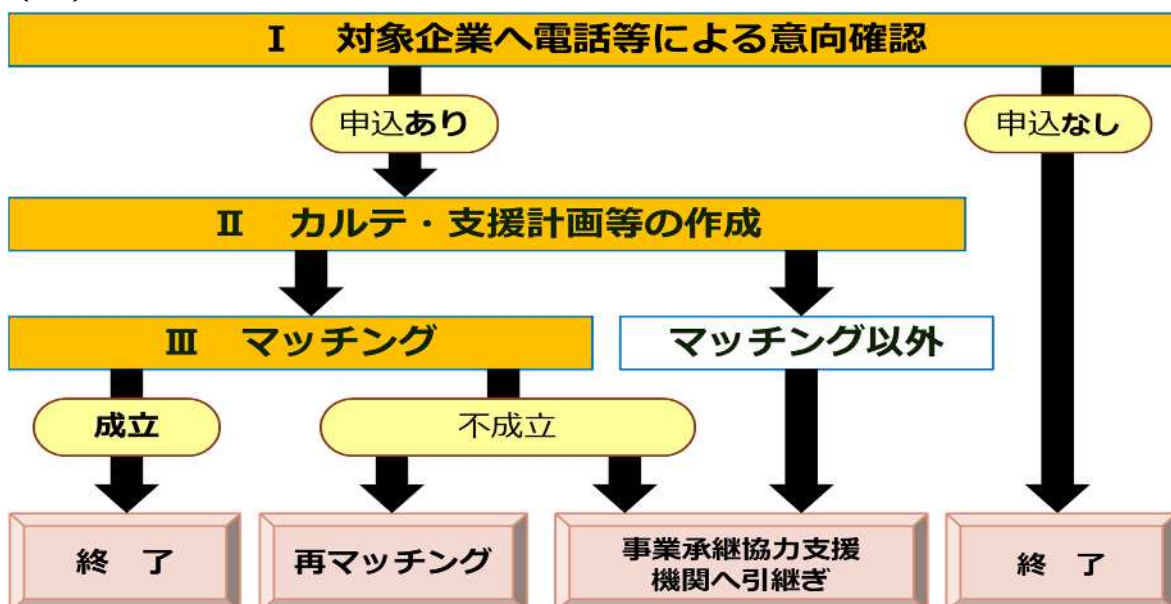 Ⅰ　対象企業へ電話等による意向確認
申込あり
申込なし
Ⅱ　カルテ・支援計画等の作成
Ⅲ　マッチング
マッチング以外
成立
不成立
終　了
再マッチング
事業承継協力支援
機関へ引継ぎ
終　了